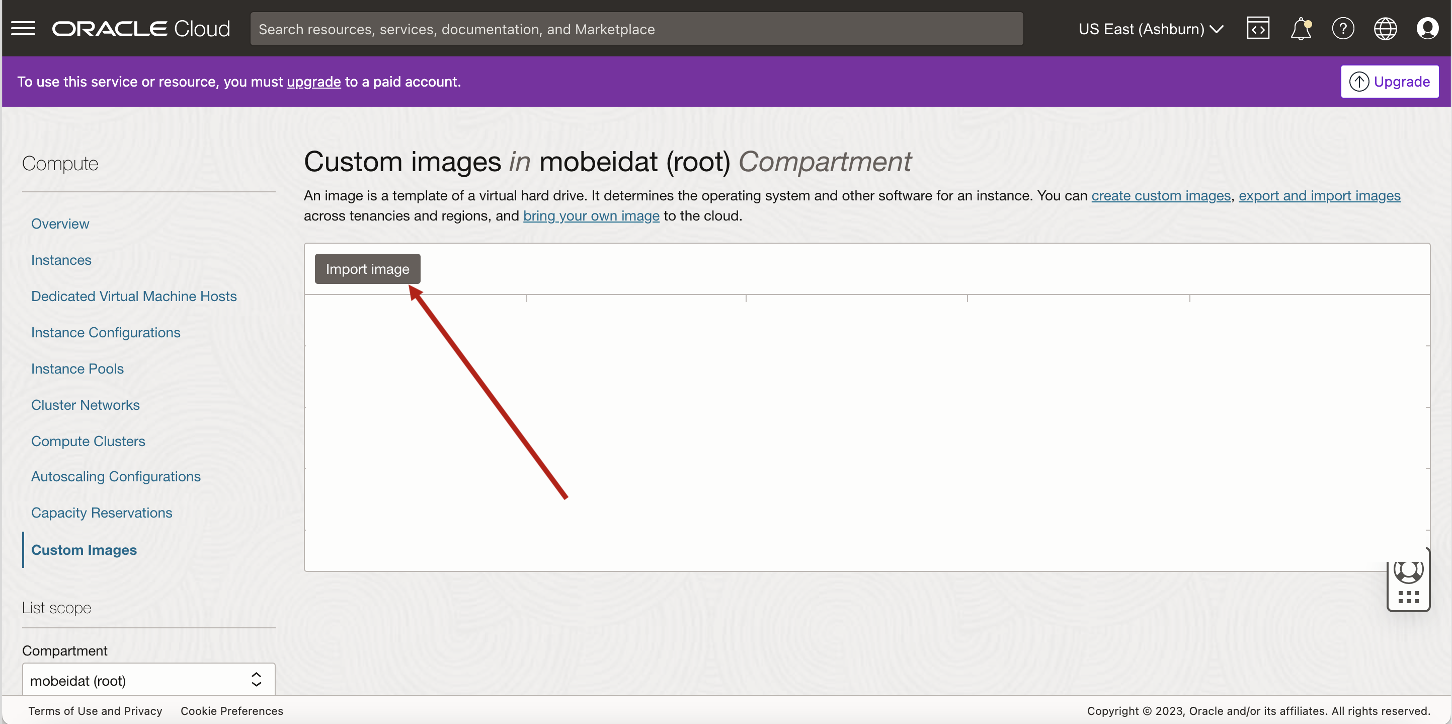 ORACLE Cloud
Search resources, services, documentation, and Marketplace
US East (Ashburn)
To use this service or resource, you must upgrade to a paid account.
Upgrade
Compute
Overview
Instances
Dedicated Virtual Machine Hosts
Instance Configurations
Instance Pools
Cluster Networks
Compute Clusters
Autoscaling Configurations
Capacity Reservations
Custom Images
List scope
Compartment
mobeidat (root)
Custom images in mobeidat (root) Compartment
An image is a template of a virtual hard drive. It determines the operating system and other software for an instance. You can create custom images, export and import images
across tenancies and regions, and bring your own image to the cloud.
Import image
Terms of Use and Privacy
Cookie Preferences
Copyright © 2023, Oracle and/or its affiliates. All rights reserved.